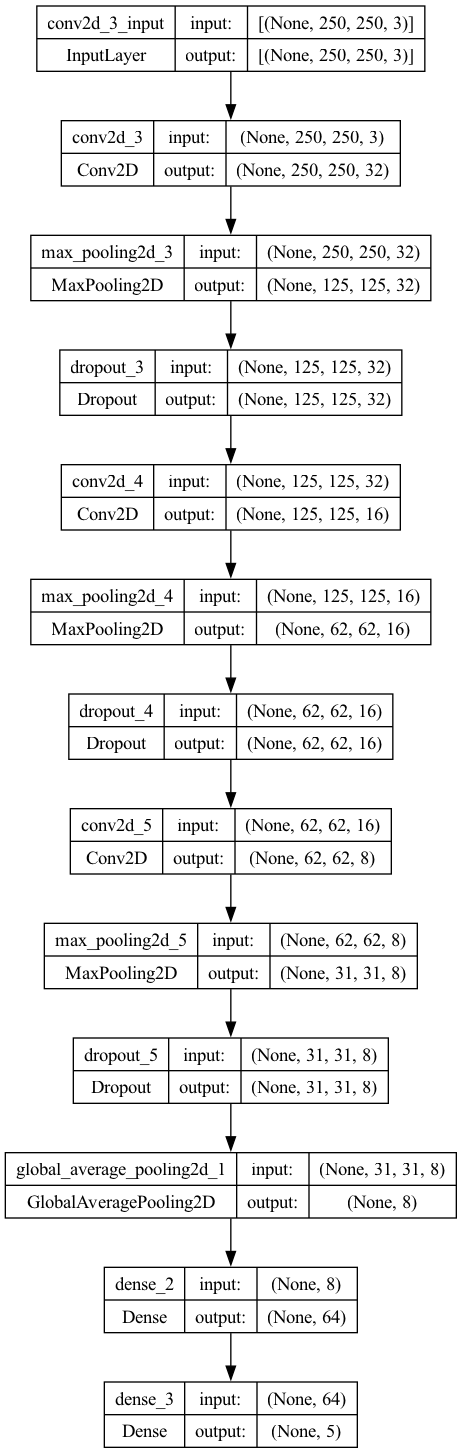 conv2d_3_input input: [(None, 250, 250, 3)]
InputLayer output: [(None, 250, 250, 3)]
conv2d_3 input: (None, 250, 250, 3)
Conv2D output: (None, 250, 250, 32)
max_pooling2d_3 input: (None, 250, 250, 32)
MaxPooling2D output: (None, 125, 125, 32)
dropout_3 input: (None, 125, 125, 32)
Dropout output: (None, 125, 125, 32)
conv2d_4 input: (None, 125, 125, 32)
Conv2D output: (None, 125, 125, 16)
max_pooling2d_4 input: (None, 125, 125, 16)
MaxPooling2D output: (None, 62, 62, 16)
dropout_4 input: (None, 62, 62, 16)
Dropout output: (None, 62, 62, 16)
conv2d_5 input: (None, 62, 62, 16)
Conv2D output: (None, 62, 62, 8)
max_pooling2d_5 input: (None, 62, 62, 8)
MaxPooling2D output: (None, 31, 31, 8)
dropout_5 input: (None, 31, 31, 8)
Dropout output: (None, 31, 31, 8)
global_average_pooling2d_1 input: (None, 31, 31, 8)
GlobalAveragePooling2D output: (None, 8)
dense_2 input: (None, 8)
Dense output: (None, 64)
dense_3 input: (None, 64)
Dense output: (None, 5)